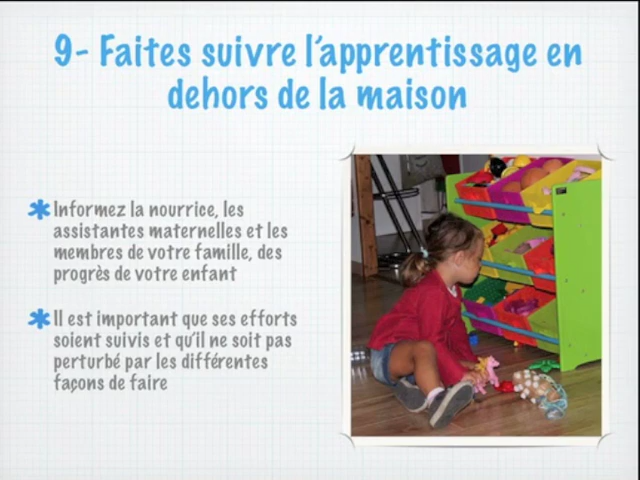 9- Faites suivre l'apprentissage en
dehors de la maison
Informez la nourrice, les
assistantes maternelles et les
membres de votre famille, des
progrès de votre enfant
Il est important que ses efforts
soient suivis et qu'il ne soit pas
perturbé par les différentes
façons de faire